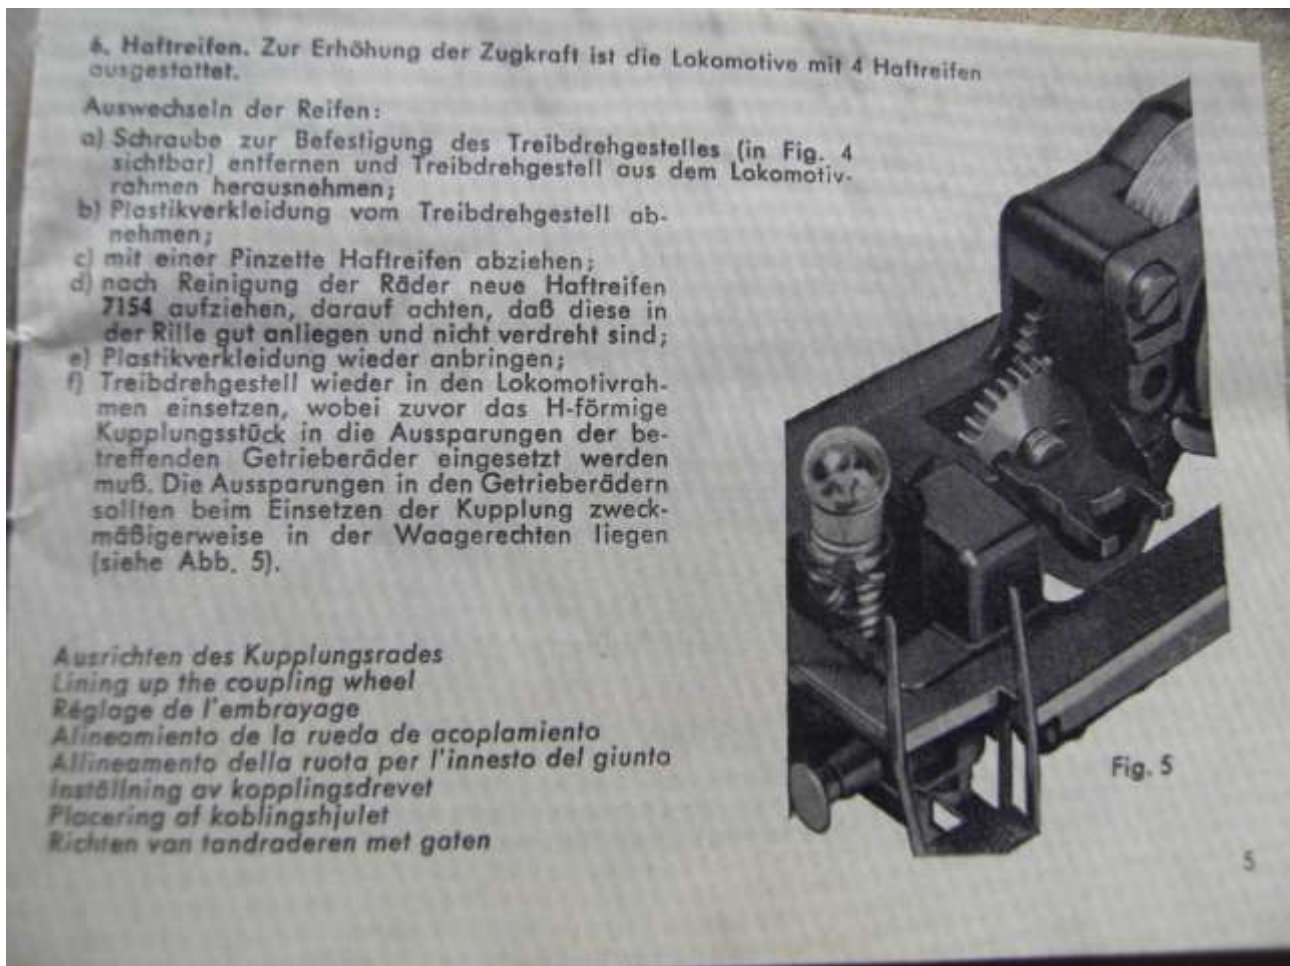 6. Haftreifen. Zur Erhöhung der Zugkraft ist die Lokomotive mit 4 Haftreifen
ausgestattet.
Auswechseln der Reifen:
a) Schraube zur Befestigung des Treibdrehgestelles (in Fig. 4
sichtbar) entfernen und Treibdrehgestell aus dem Lokomotiv-
rahmen herausnehmen;
b) Plastikverkleidung vom Treibdrehgestell ab-
nehmen;
c) mit einer Pinzette Haftreifen abziehen;
d) nach Reinigung der Räder neue Haftreifen
7154 aufziehen, darauf achten, daß diese in
der Rille gut anliegen und nicht verdreht sind;
e) Plastikverkleidung wieder anbringen;
f) Treibdrehgestell wieder in den Lokomotivrah-
men einsetzen, wobei zuvor das H-förmige
Kupplungsstück in die Aussparungen der be-
treffenden Getrieberäder eingesetzt werden
muß. Die Aussparungen in den Getrieberädern
sollten beim Einsetzen der Kupplung zweck-
mäßigerweise in der Waagerechten liegen
(siehe Abb. 5).
Ausrichten des Kupplungsrades
Lining up the coupling wheel
Réglage de l'embrayage
Alineamiento de la rueda de acoplamiento
Allineamento della ruota per l'innesto del giunto
Inställning av kopplingsdrevet
Placering af koblingshjulet
Richten van tandraderen met gaten
Fig. 5
5